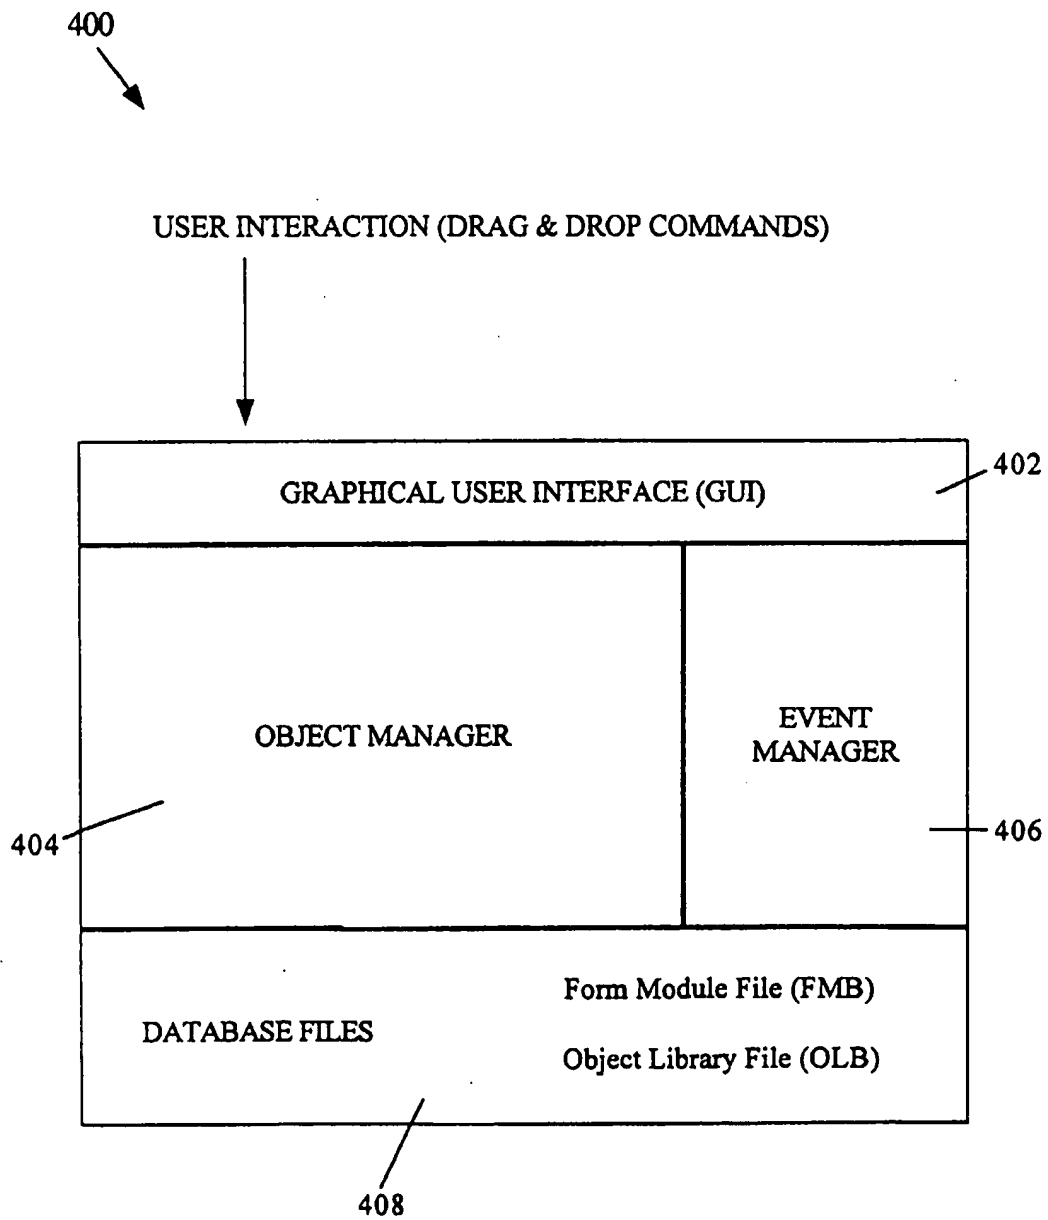 400
USER INTERACTION (DRAG & DROP COMMANDS)
GRAPHICAL USER INTERFACE (GUI)
402
OBJECT MANAGER
EVENT
MANAGER
404
406
DATABASE FILES
Form Module File (FMB)
Object Library File (OLB)
408